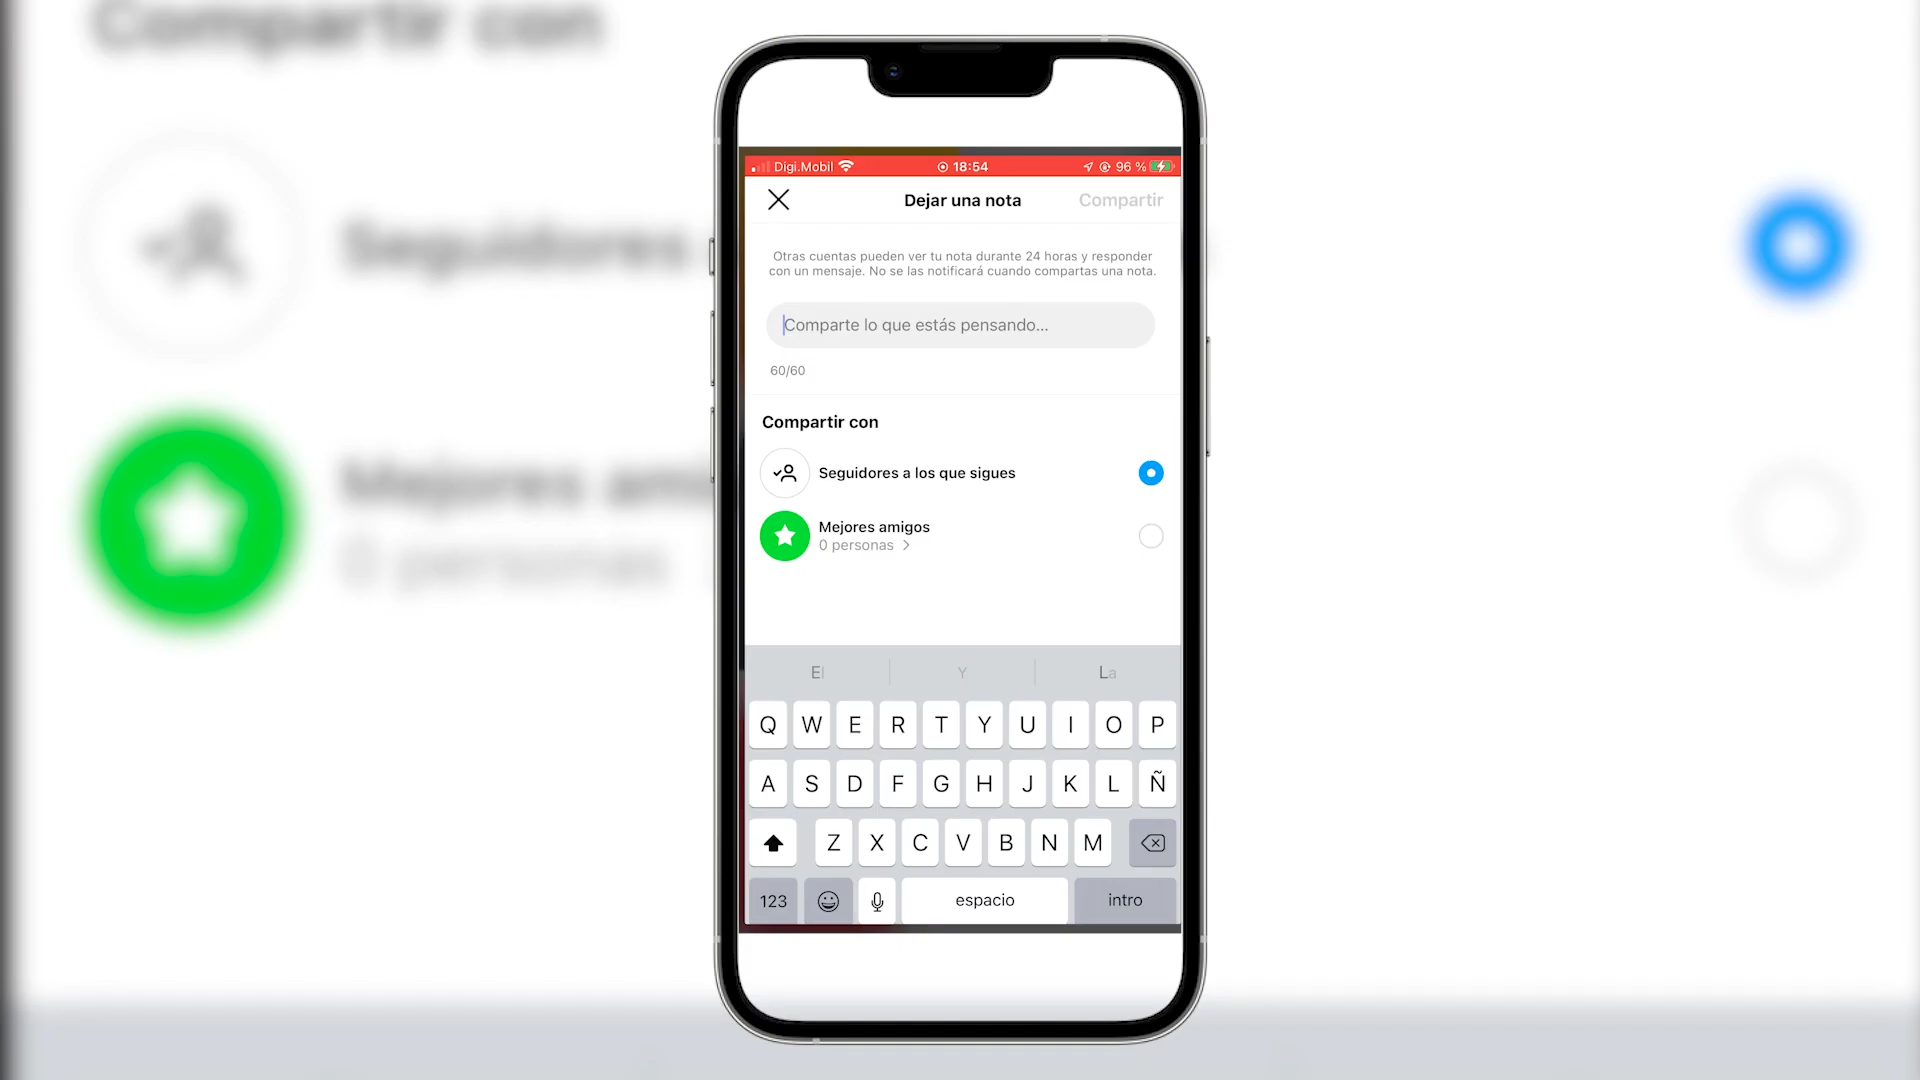 Compartir con
Seguidores
Mejores
0 personas
Digi.Mobil 18:54 96 %
Dejar una nota Compartir
Otras cuentas pueden ver tu nota durante 24 horas y responder
con un mensaje. No se las notificará cuando compartas una nota.
Comparte lo que estás pensando...
60/60
Compartir con
Seguidores a los que sigues
Mejores amigos
0 personas
El Y La
Q W E R T Y U I O P
A S D F G H J K L Ñ
Z X C V B N M
123 espacio intro